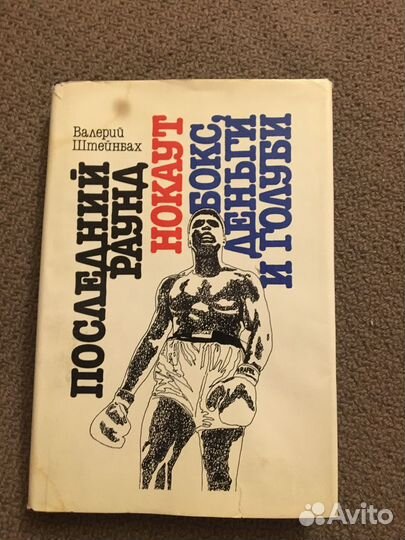 Валерий
Штейнбах
ПОСЛЕДНИЙ
РАУНД
НОКАУТ
БОКС,
ДЕНЬГИ
И ГОЛУБИ
Avito